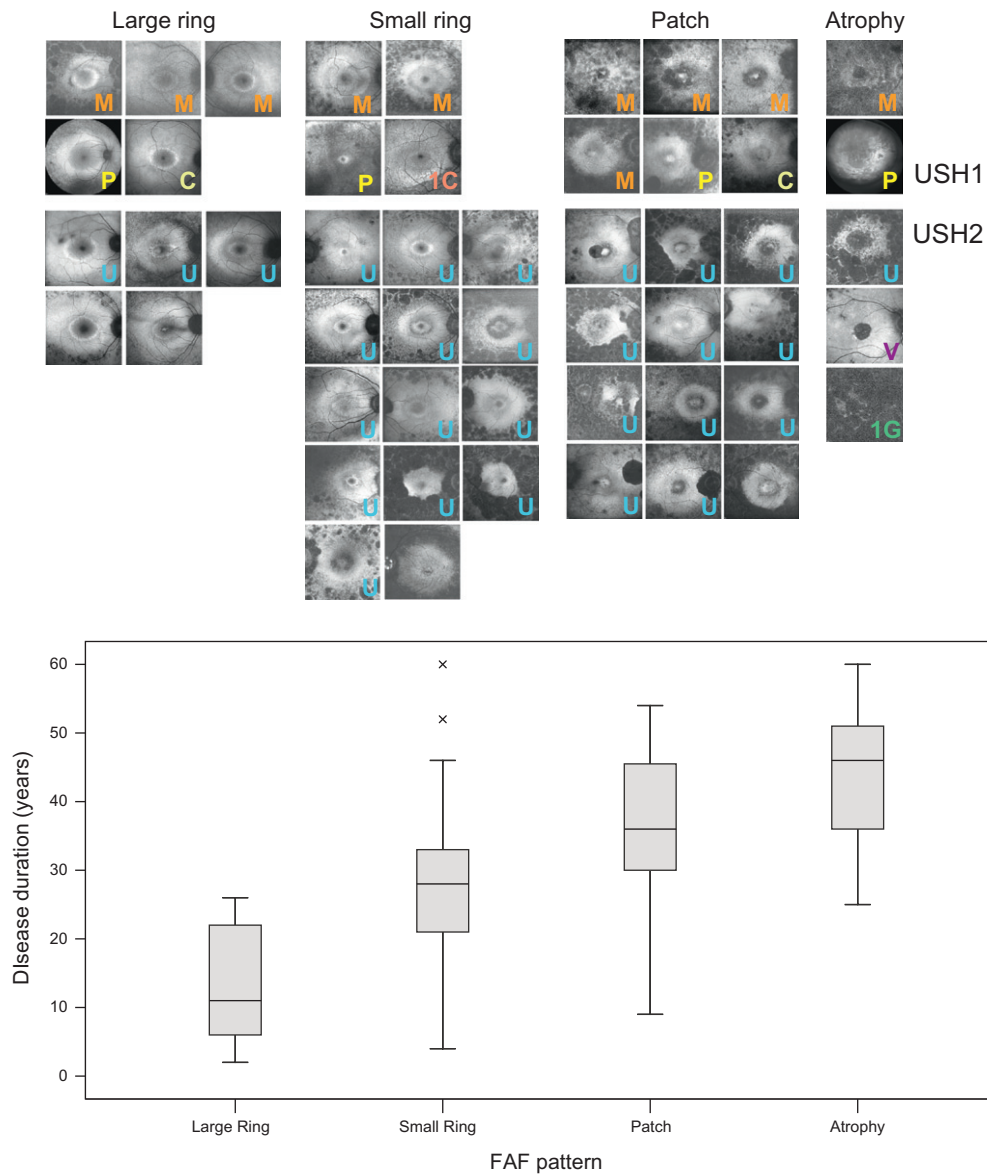 Large ring Small ring Patch Atrophy
M M M M M M M M M
P C P 1C M P C P USH1
U U U U U U U U U U USH2
U U U U U U V
U U U U U U 1G
U U U U U
U
60
50
40
30
20
10
0
DIsease duration (years)
Large Ring Small Ring Patch Atrophy
FAF pattern